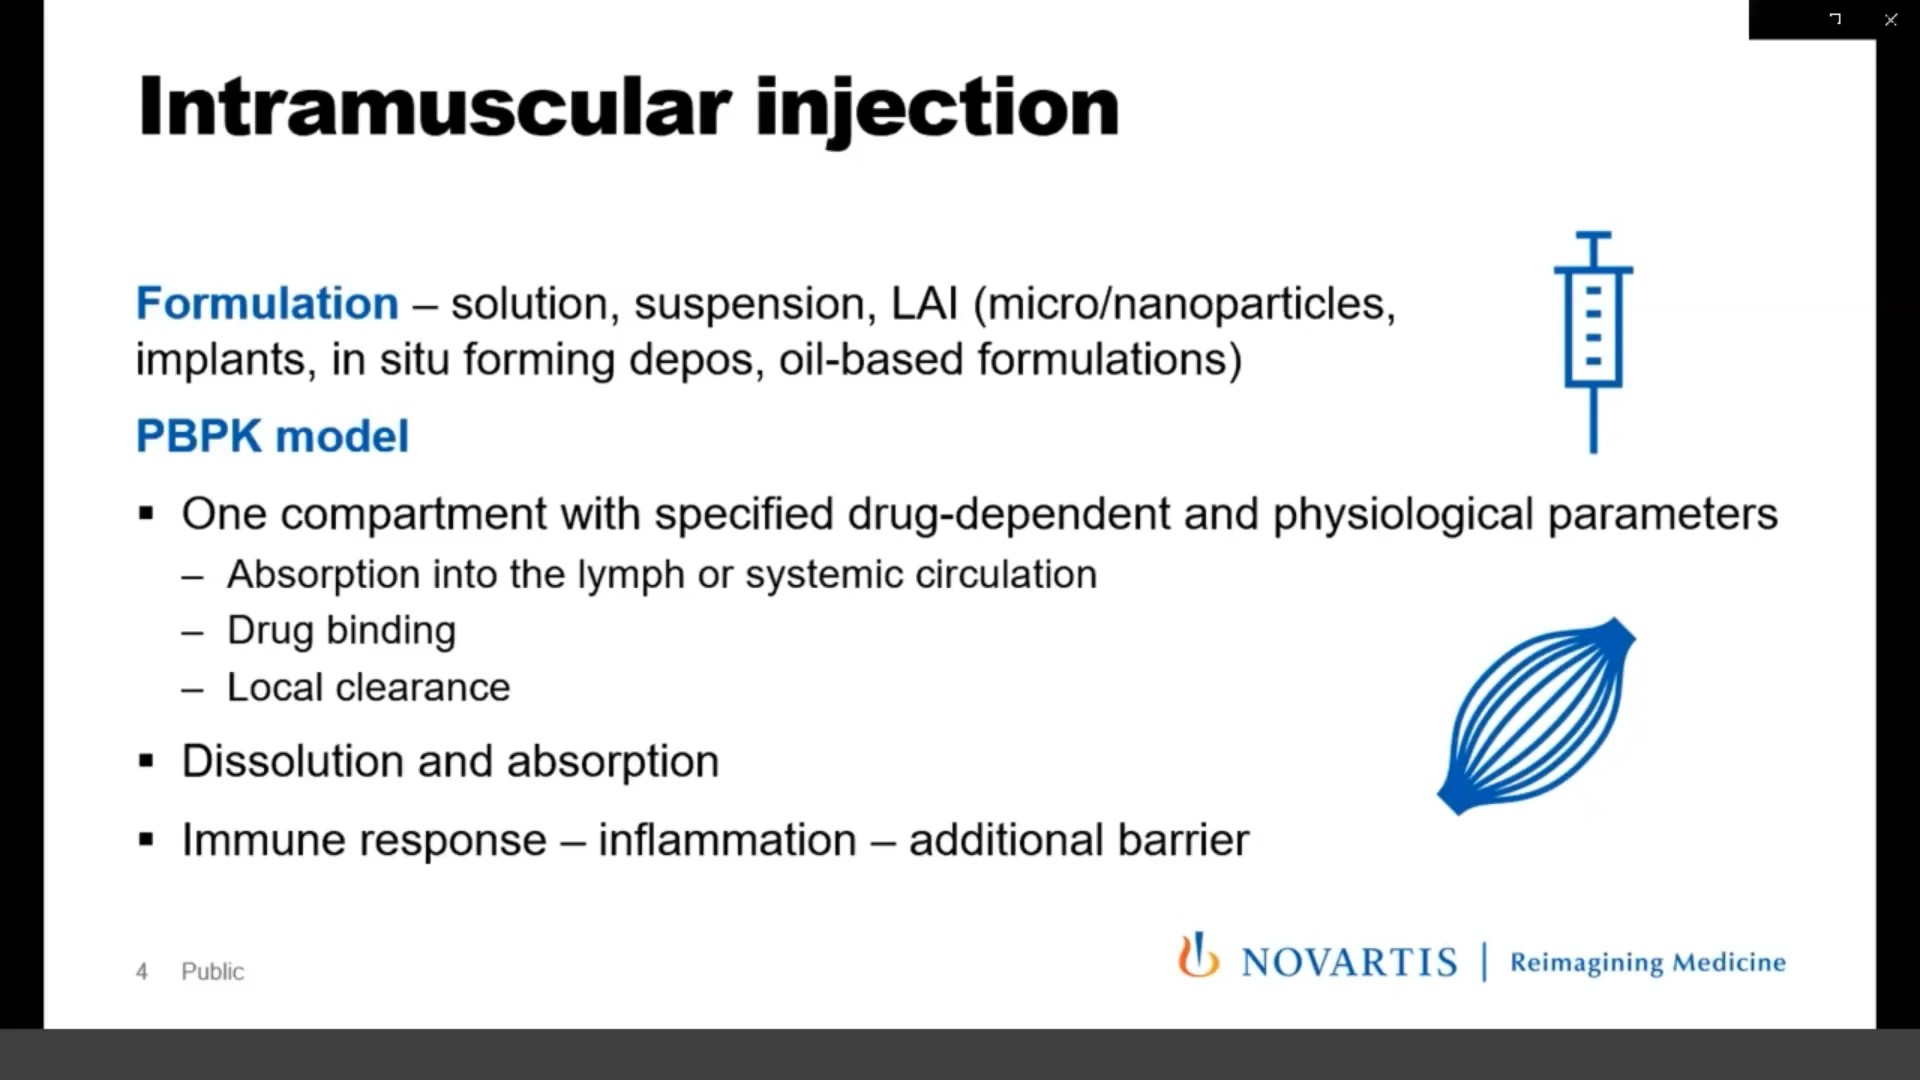 Intramuscular injection
Formulation – solution, suspension, LAI (micro/nanoparticles,
implants, in situ forming depos, oil-based formulations)
PBPK model
▪ One compartment with specified drug-dependent and physiological parameters
– Absorption into the lymph or systemic circulation
– Drug binding
– Local clearance
▪ Dissolution and absorption
▪ Immune response – inflammation – additional barrier
4 Public
NOVARTIS | Reimagining Medicine